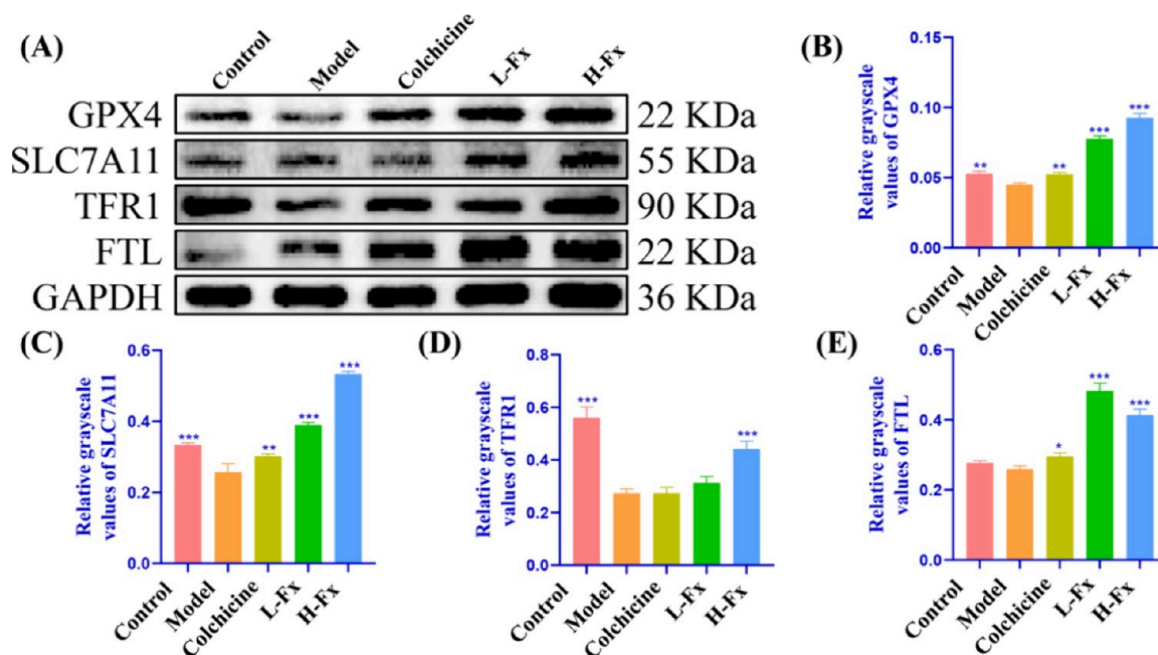 (A)
Control
Model
Colchicine
L-Fx
H-Fx
GPX4
22 KDa
SLC7A11
55 KDa
TFR1
90 KDa
FTL
22 KDa
GAPDH
36 KDa
(B)
Relative grayscale
values of GPX4
0.15
0.10
0.05
0.00
**
**
***
***
Control
Model
Colchicine
L-Fx
H-Fx
(C)
Relative grayscale
values of SLC7A11
0.6
0.4
0.2
0.0
***
**
***
***
Control
Model
Colchicine
L-Fx
H-Fx
(D)
Relative grayscale
values of TFR1
0.8
0.6
0.4
0.2
0.0
***
***
Control
Model
Colchicine
L-Fx
H-Fx
(E)
Relative grayscale
values of FTL
0.6
0.4
0.2
0.0
*
***
***
Control
Model
Colchicine
L-Fx
H-Fx